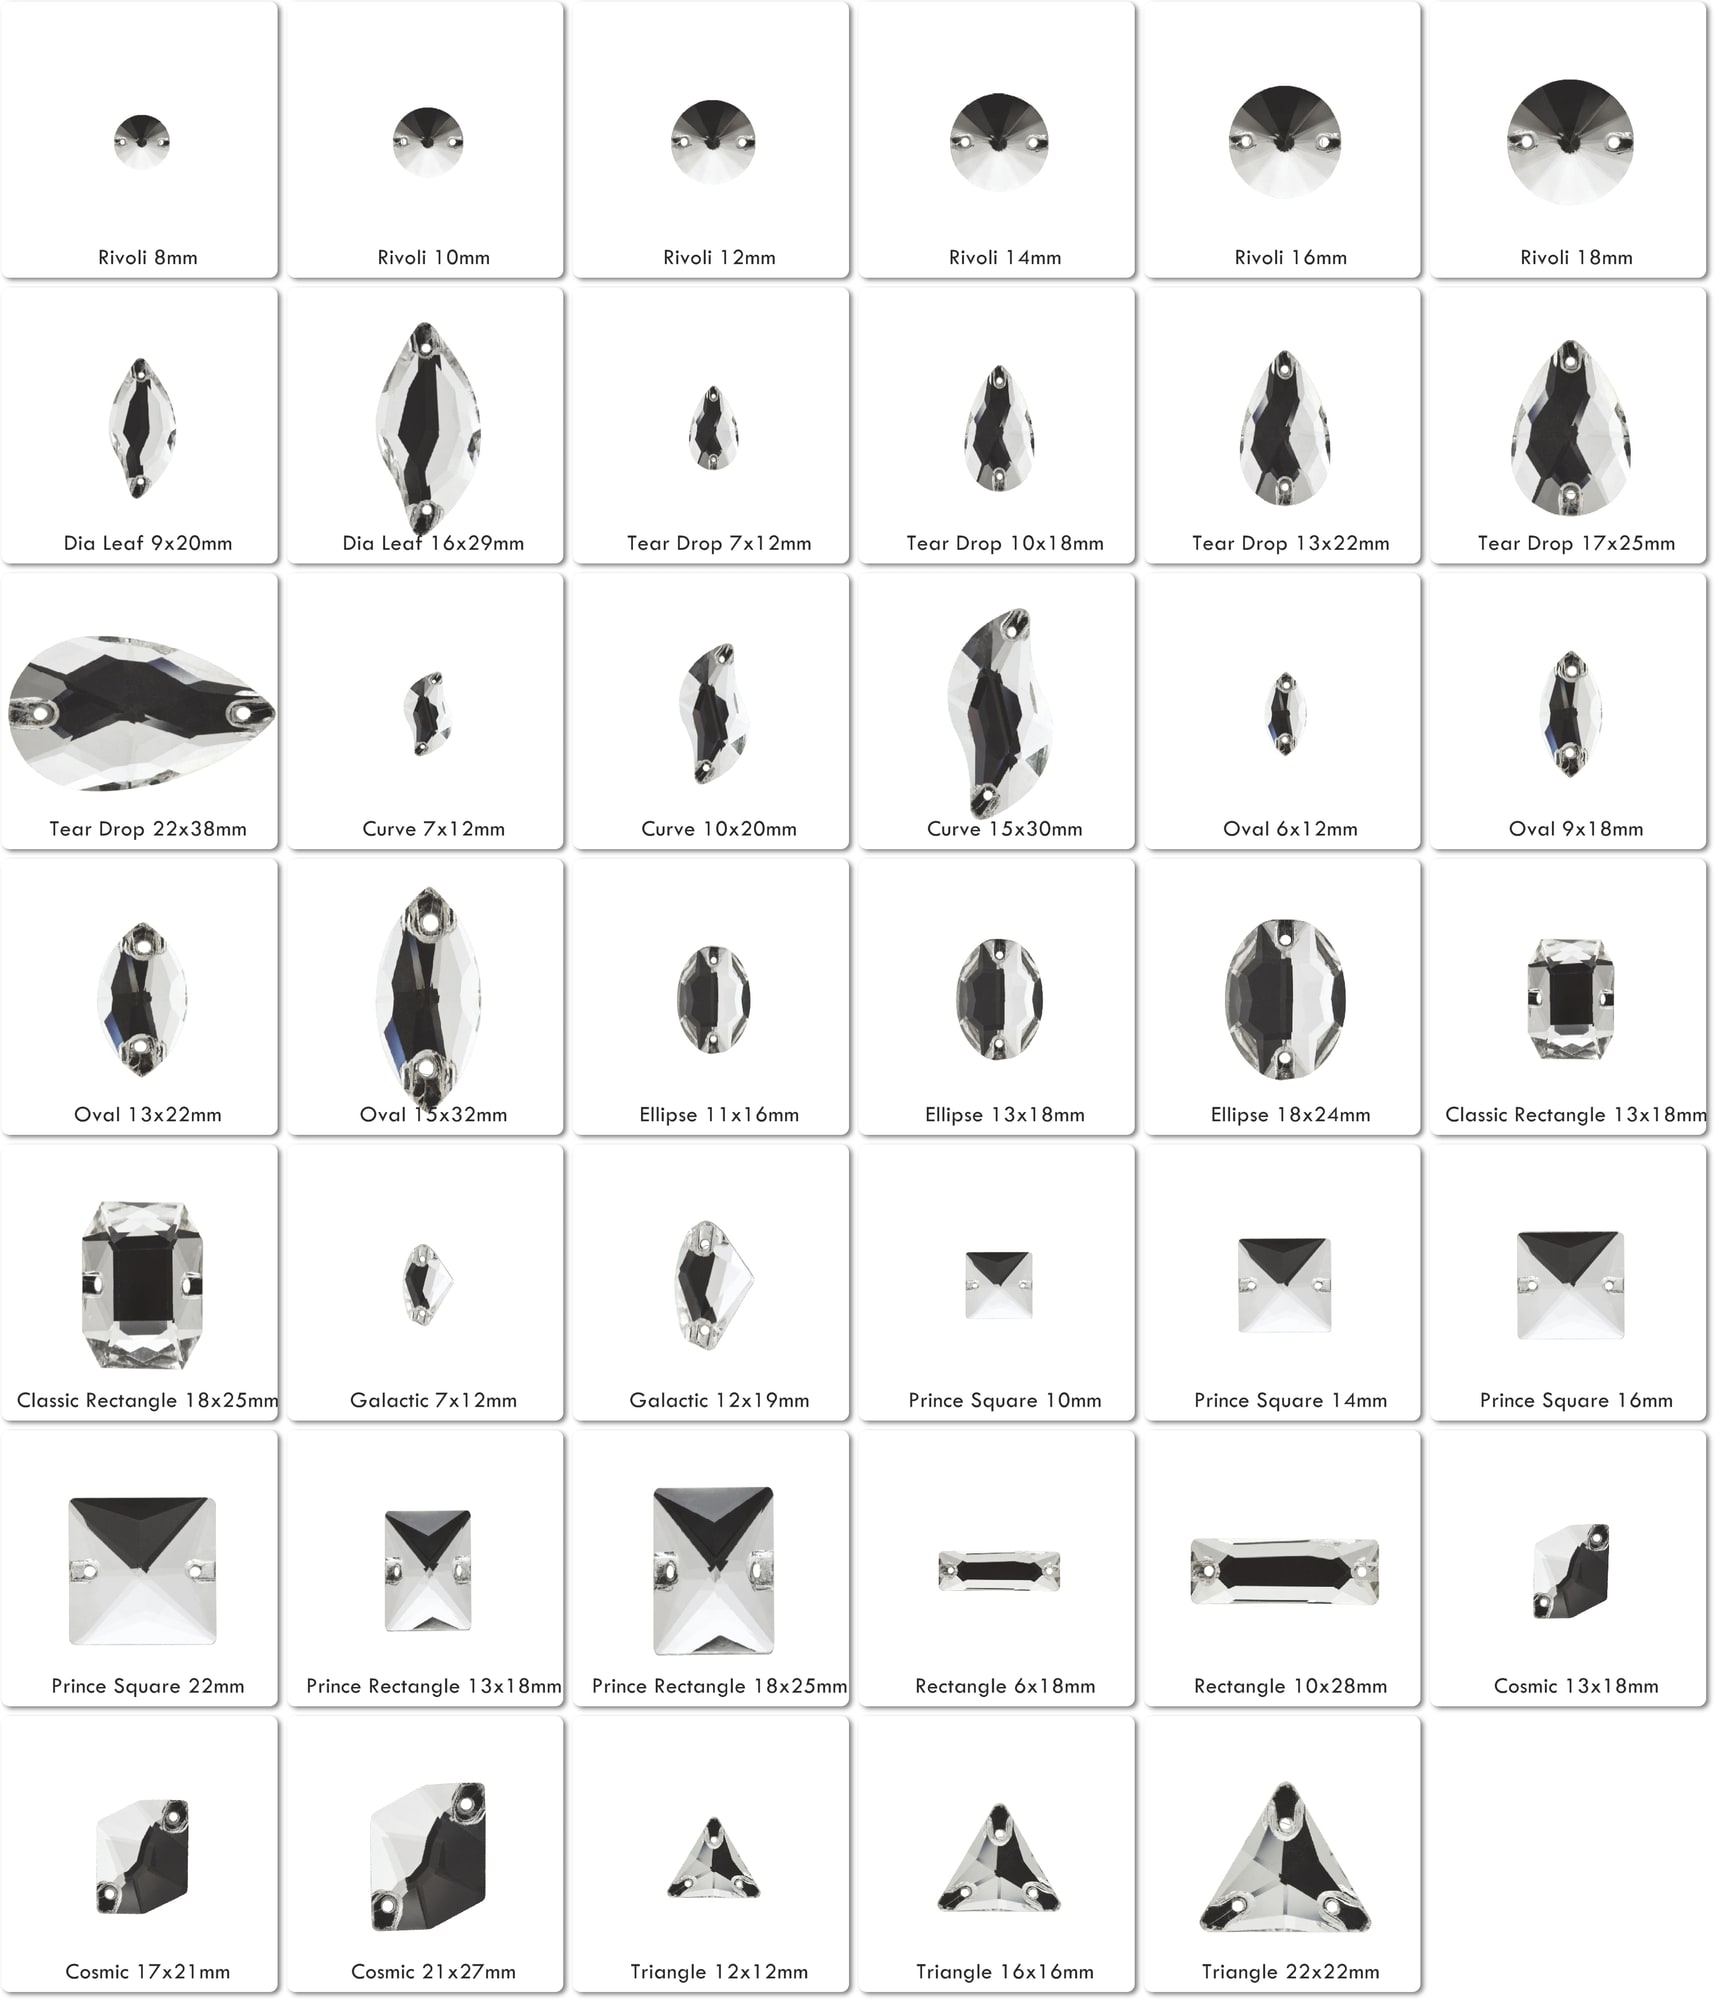 Rivoli 8mm
Rivoli 10mm
Rivoli 12mm
Rivoli 14mm
Rivoli 16mm
Rivoli 18mm
Dia Leaf 9x20mm
Dia Leaf 16x29mm
Tear Drop 7x12mm
Tear Drop 10x18mm
Tear Drop 13x22mm
Tear Drop 17x25mm
Tear Drop 22x38mm
Curve 7x12mm
Curve 10x20mm
Curve 15x30mm
Oval 6x12mm
Oval 9x18mm
Oval 13x22mm
Oval 15x32mm
Ellipse 11x16mm
Ellipse 13x18mm
Ellipse 18x24mm
Classic Rectangle 13x18mm
Classic Rectangle 18x25mm
Galactic 7x12mm
Galactic 12x19mm
Prince Square 10mm
Prince Square 14mm
Prince Square 16mm
Prince Square 22mm
Prince Rectangle 13x18mm
Prince Rectangle 18x25mm
Rectangle 6x18mm
Rectangle 10x28mm
Cosmic 13x18mm
Cosmic 17x21mm
Cosmic 21x27mm
Triangle 12x12mm
Triangle 16x16mm
Triangle 22x22mm